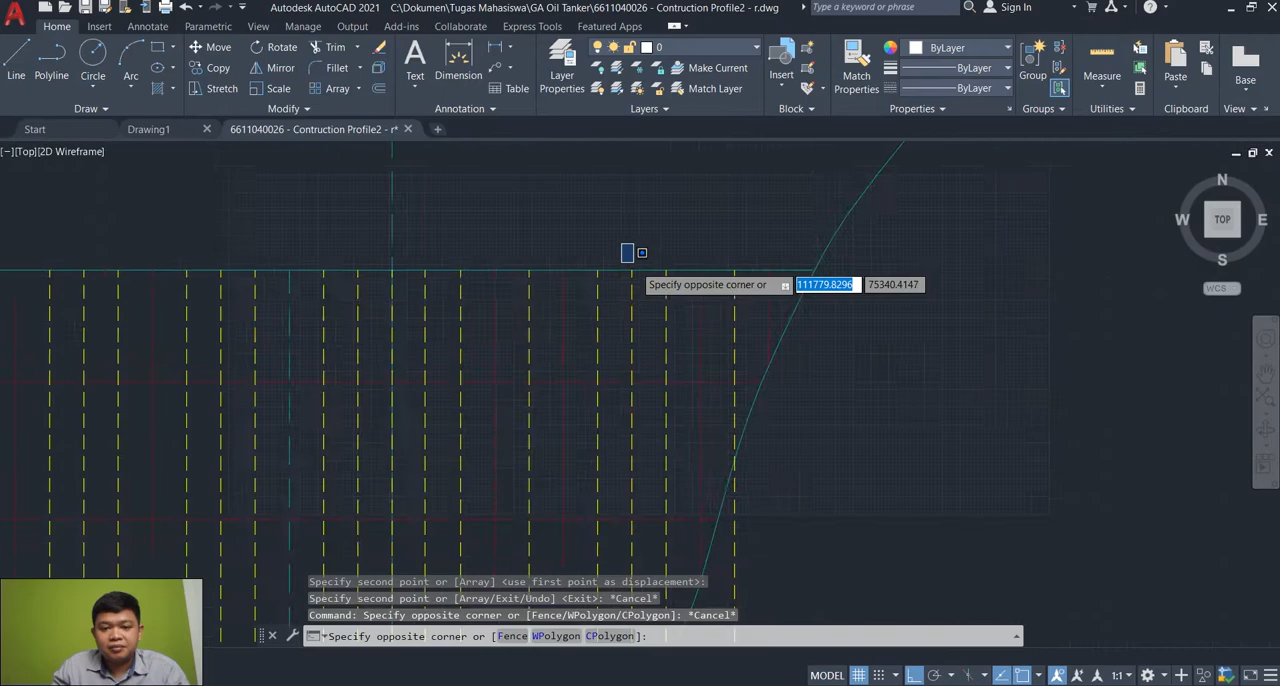 Autodesk AutoCAD 2021 C:\Dokumen\Tugas Mahasiswa\GA Oil Tanker\6611040026 - Contruction Profile2 - r.dwg
Type a keyword or phrase
Sign In
Home Insert Annotate Parametric View Manage Output Add-ins Collaborate Express Tools Featured Apps
Line Polyline Circle Arc
Move Rotate Trim
Copy Mirror Fillet
Stretch Scale Array
Text Dimension
Table
Layer Properties
0
Make Current
Match Layer
Insert
Match Properties
ByLayer
ByLayer
ByLayer
Group
Measure
Paste
Base
Draw Modify Annotation Layers Block Properties Groups Utilities Clipboard View
Start Drawing1 6611040026 - Contruction Profile2 - r*
[−][Top][2D Wireframe]
N
W TOP E
S
WCS
Specify opposite corner or 111779.8296 75340.4147
Specify second point or [Array] <use first point as displacement>:
Specify second point or [Array/Exit/Undo] <Exit>: *Cancel*
Command: Specify opposite corner or [Fence/WPolygon/CPolygon]: *Cancel*
Specify opposite corner or [Fence WPolygon CPolygon]:
MODEL 1:1